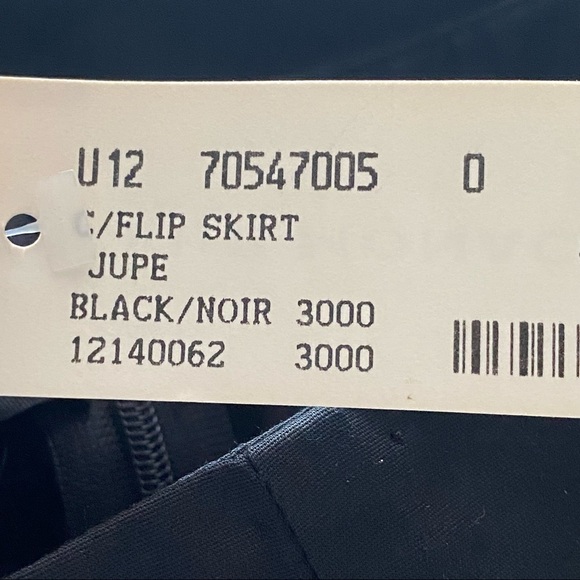 U12 70547005 0
C/FLIP SKIRT
JUPE
BLACK/NOIR 3000
12140062 3000